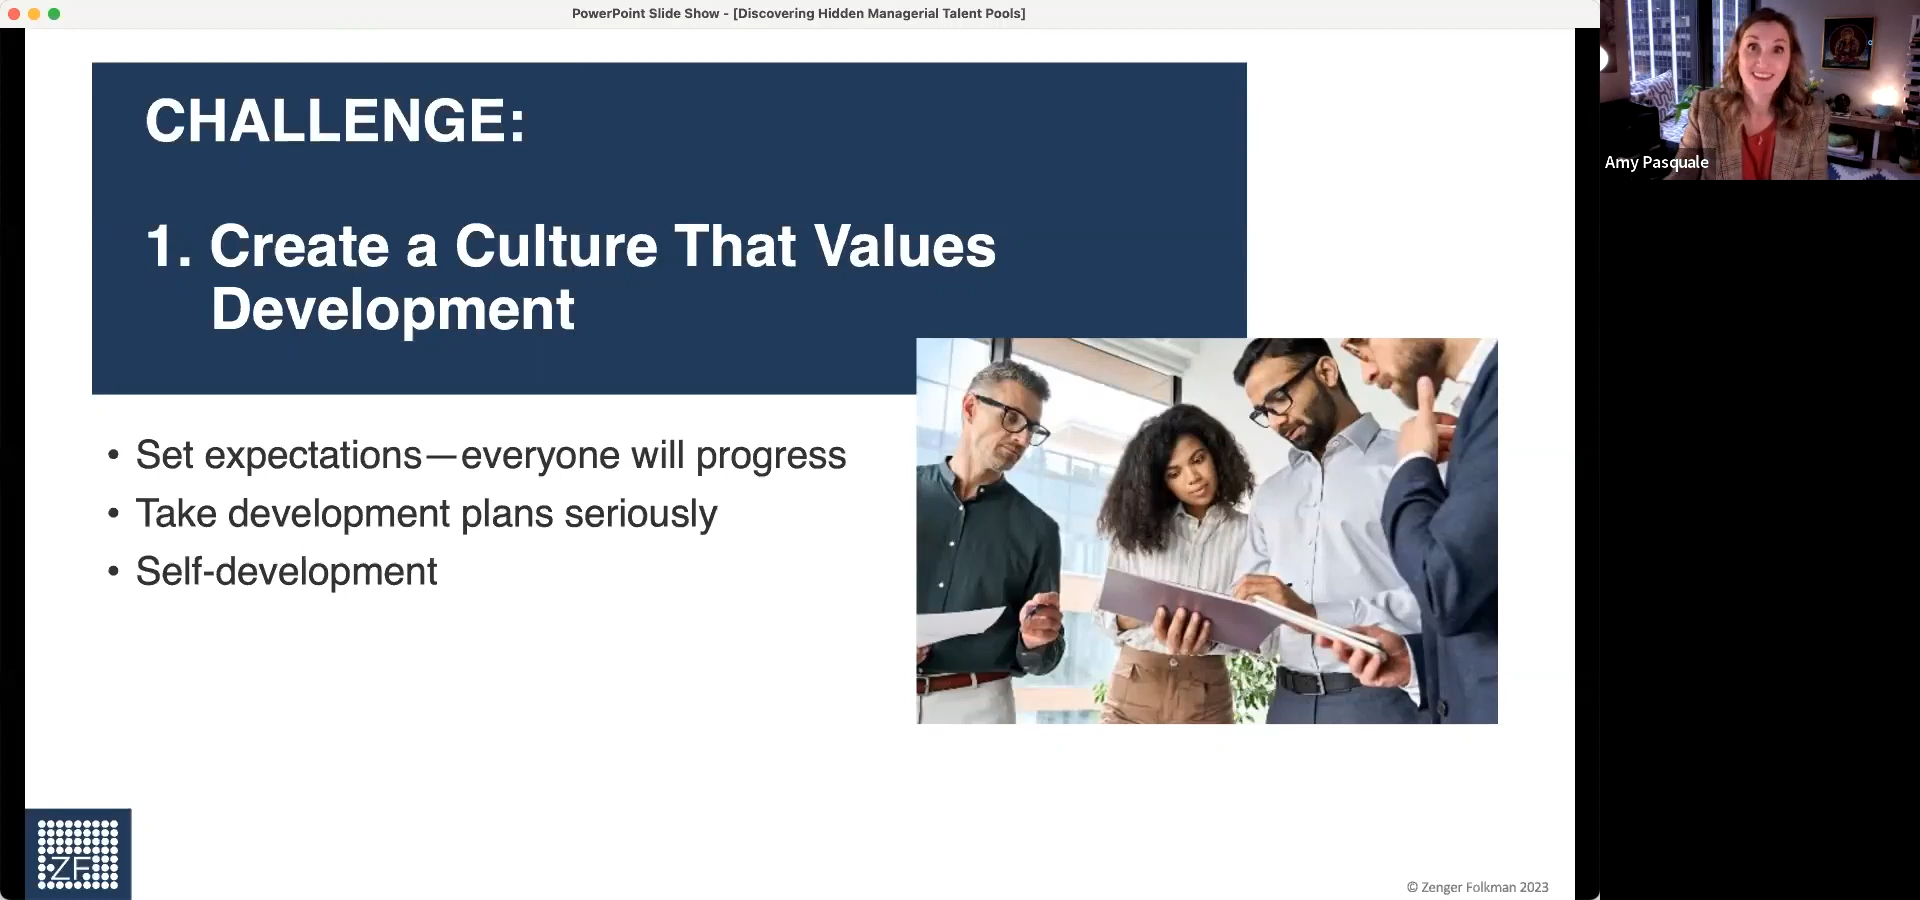 PowerPoint Slide Show - [Discovering Hidden Managerial Talent Pools]
CHALLENGE:
1. Create a Culture That Values
Development
• Set expectations—everyone will progress
• Take development plans seriously
• Self-development
ZF
© Zenger Folkman 2023
Amy Pasquale